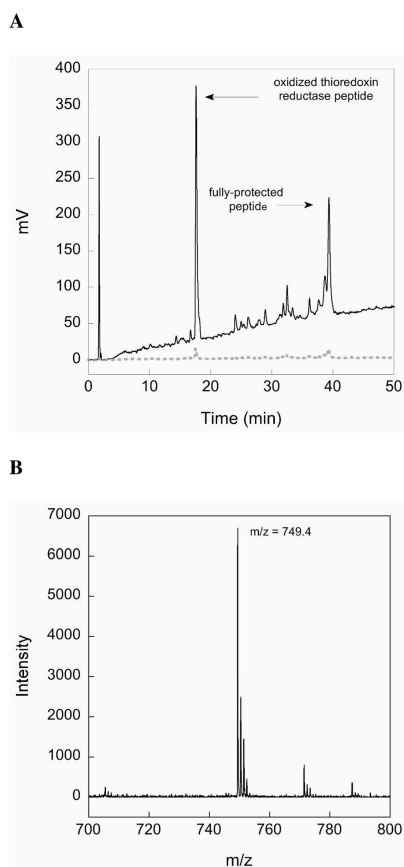 A
400
350
300
250
200
150
100
50
0
mV
oxidized thioredoxin
reductase peptide
fully-protected
peptide
0 10 20 30 40 50
Time (min)
B
7000
6000
5000
4000
3000
2000
1000
0
Intensity
m/z = 749.4
700 720 740 760 780 800
m/z